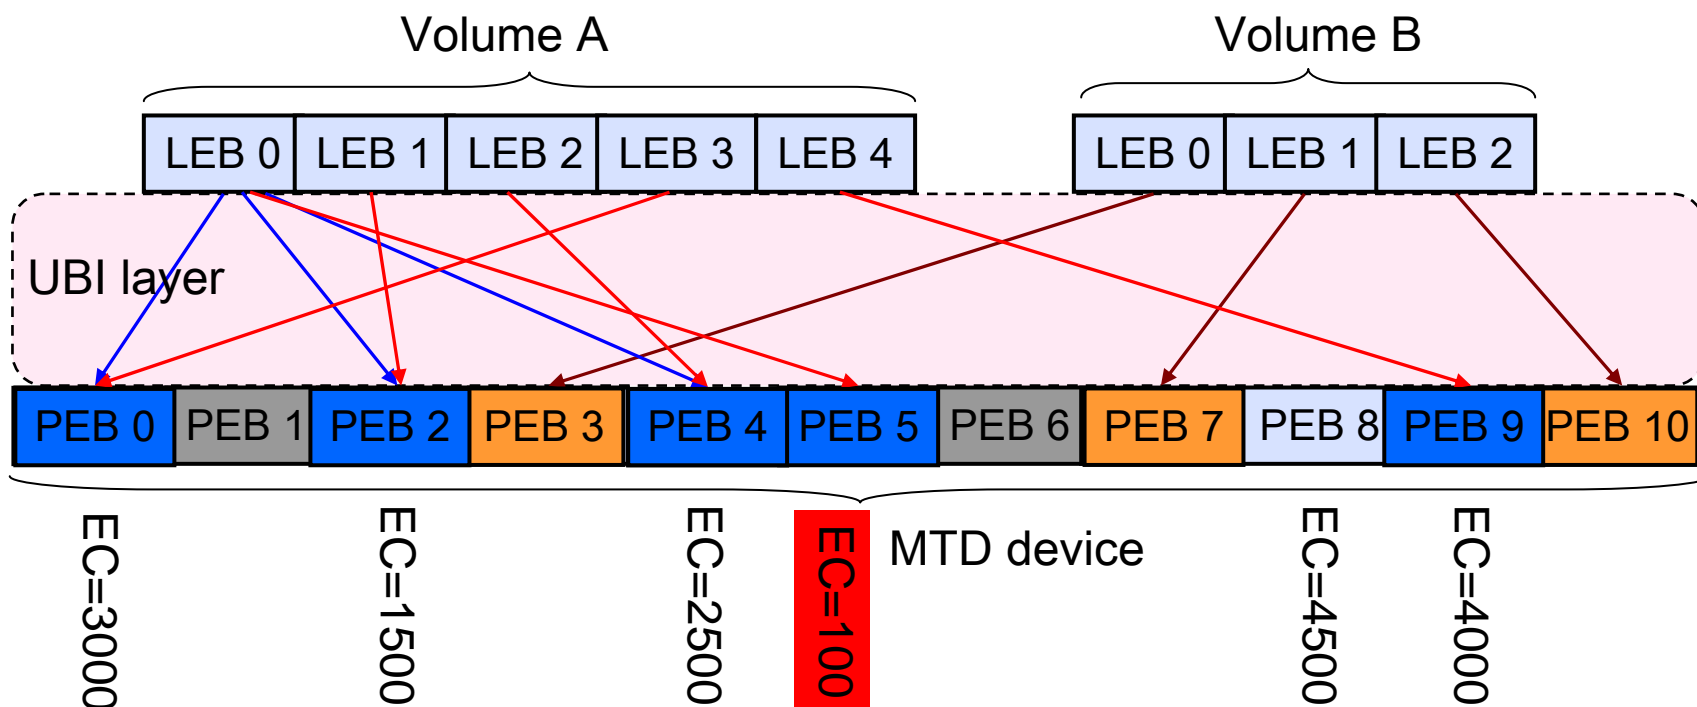 Volume A
Volume B
LEB 0
LEB 1
LEB 2
LEB 3
LEB 4
LEB 0
LEB 1
LEB 2
UBI layer
PEB 0
PEB 1
PEB 2
PEB 3
PEB 4
PEB 5
PEB 6
PEB 7
PEB 8
PEB 9
PEB 10
EC=3000
EC=1500
EC=2500
EC=100
MTD device
EC=4500
EC=4000